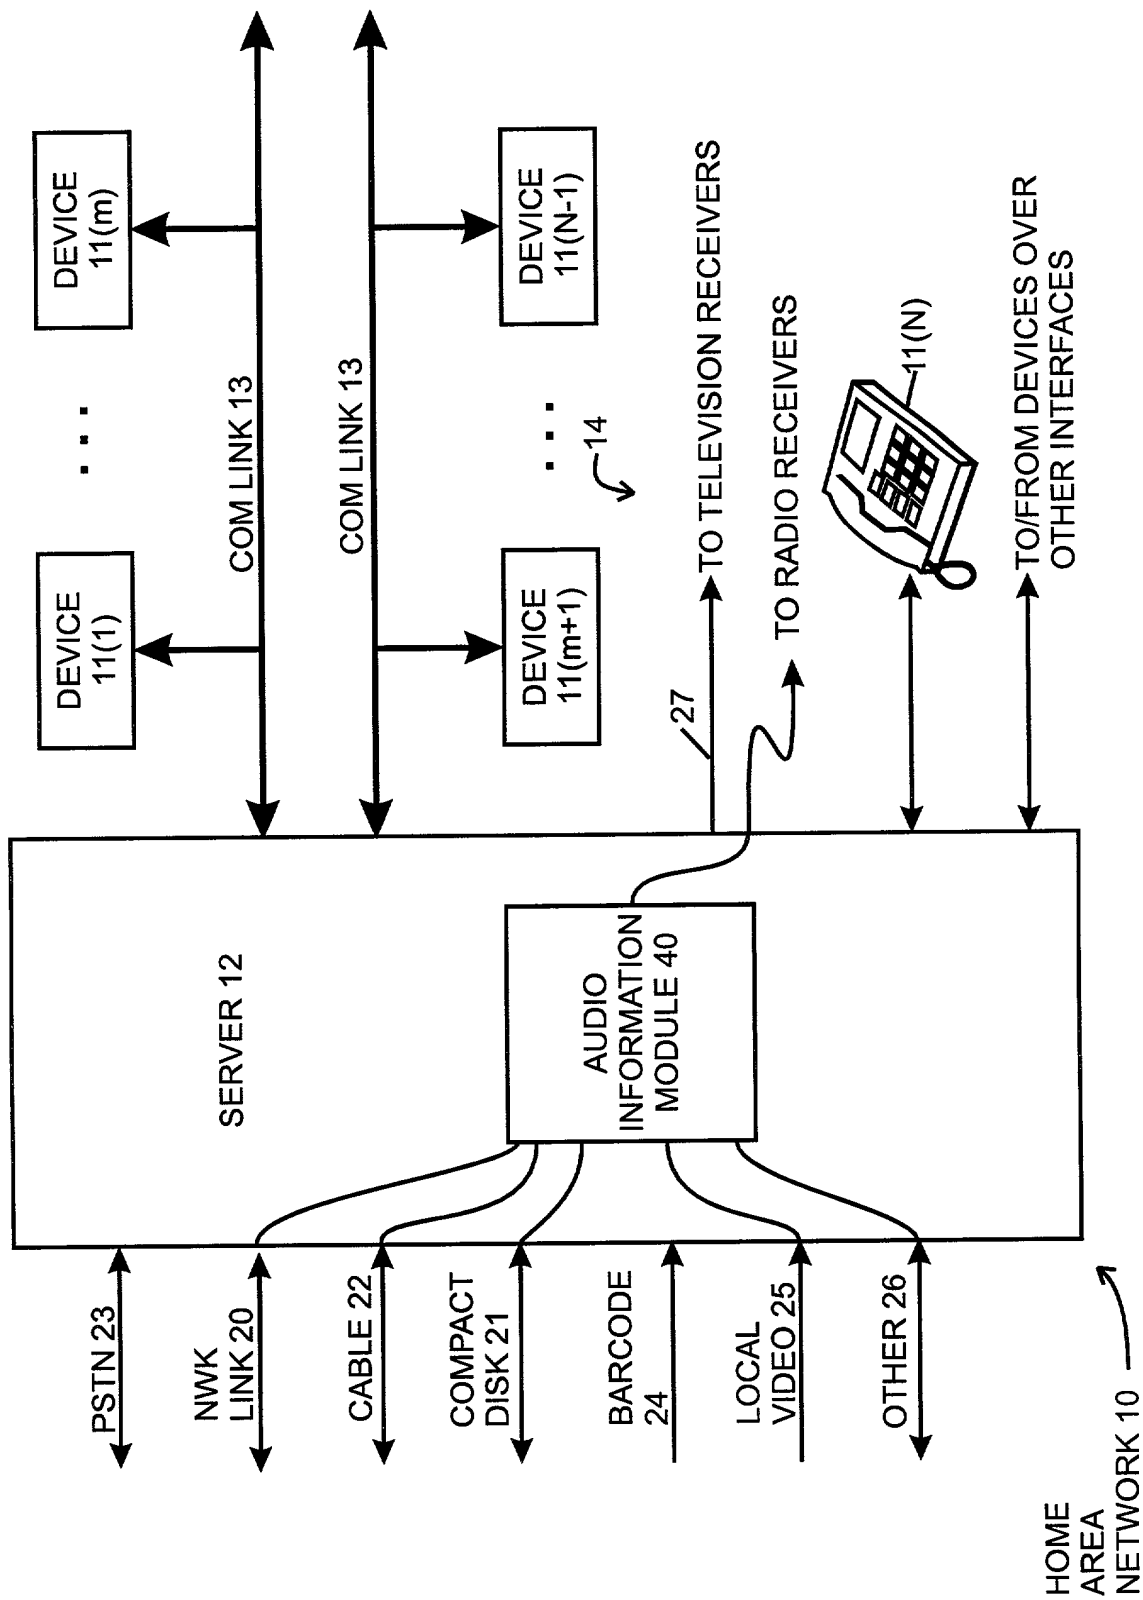 HOME
AREA
NETWORK 10
PSTN 23
NWK
LINK 20
CABLE 22
COMPACT
DISK 21
BARCODE
24
LOCAL
VIDEO 25
OTHER 26
SERVER 12
AUDIO
INFORMATION
MODULE 40
DEVICE
11(1)
. . .
DEVICE
11(m)
COM LINK 13
COM LINK 13
DEVICE
11(m+1)
. . .
DEVICE
11(N-1)
14
27
TO TELEVISION RECEIVERS
TO RADIO RECEIVERS
11(N)
TO/FROM DEVICES OVER
OTHER INTERFACES